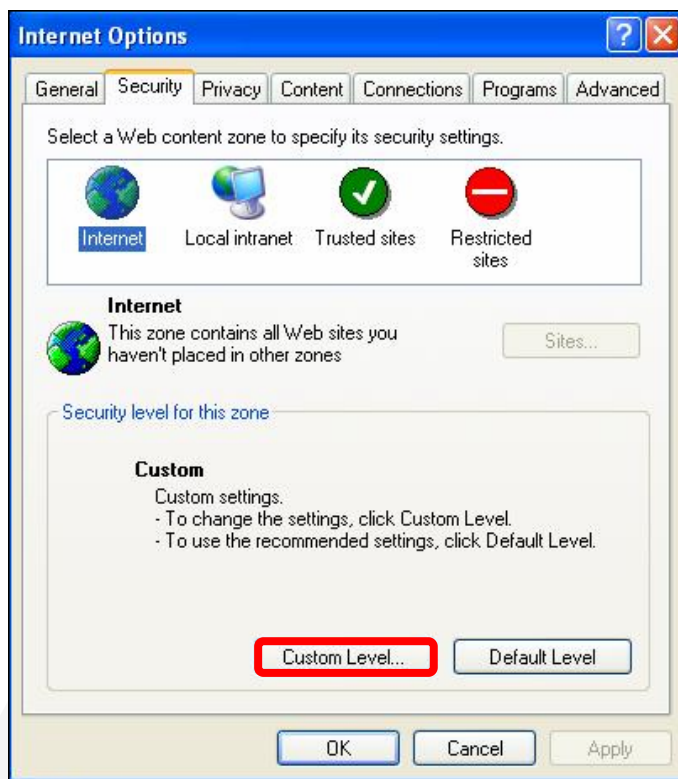 Internet Options
General Security Privacy Content Connections Programs Advanced
Select a Web content zone to specify its security settings.
Internet Local intranet Trusted sites Restricted sites
Internet
This zone contains all Web sites you
haven't placed in other zones
Sites...
Security level for this zone
Custom
Custom settings.
- To change the settings, click Custom Level.
- To use the recommended settings, click Default Level.
Custom Level... Default Level
OK Cancel Apply